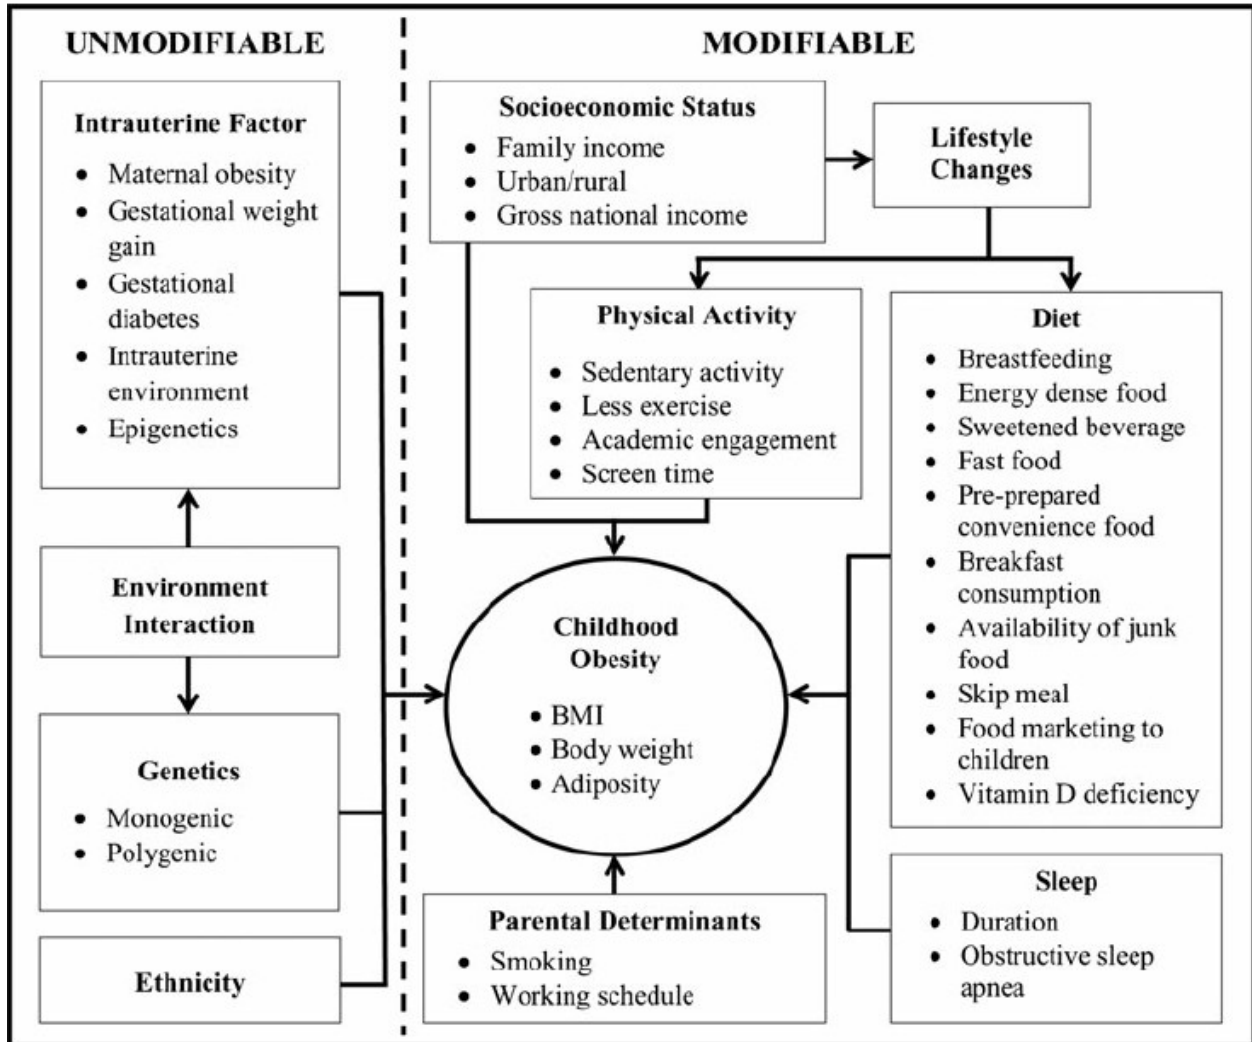 UNMODIFIABLE
Intrauterine Factor
• Maternal obesity
• Gestational weight
gain
• Gestational
diabetes
• Intrauterine
environment
• Epigenetics
Environment
Interaction
Genetics
• Monogenic
• Polygenic
Ethnicity
MODIFIABLE
Socioeconomic Status
• Family income
• Urban/rural
• Gross national income
Lifestyle
Changes
Physical Activity
• Sedentary activity
• Less exercise
• Academic engagement
• Screen time
Diet
• Breastfeeding
• Energy dense food
• Sweetened beverage
• Fast food
• Pre-prepared
convenience food
• Breakfast
consumption
• Availability of junk
food
• Skip meal
• Food marketing to
children
• Vitamin D deficiency
Childhood
Obesity
• BMI
• Body weight
• Adiposity
Parental Determinants
• Smoking
• Working schedule
Sleep
• Duration
• Obstructive sleep
apnea